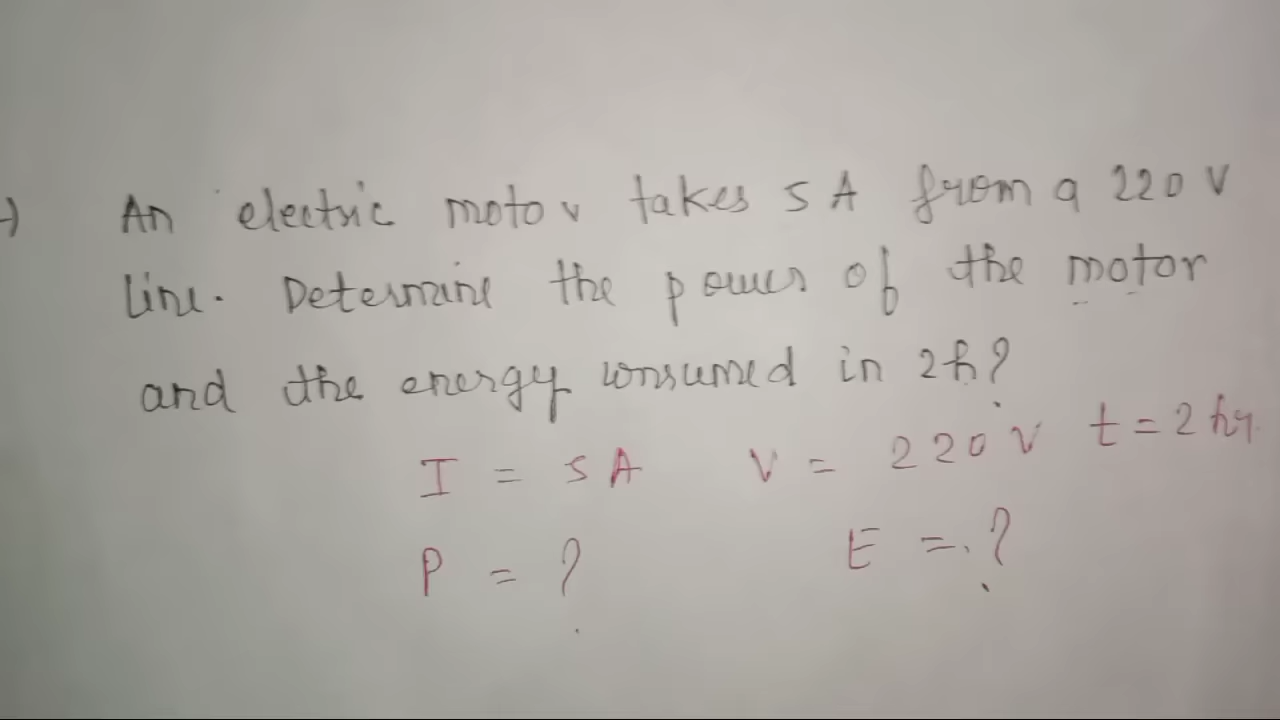 An electric motor takes 5 A from a 220 V
line. Determine the power of the motor
and the energy consumed in 2h?
I = 5 A V = 220 V t = 2 hr.
P = ? E = ?